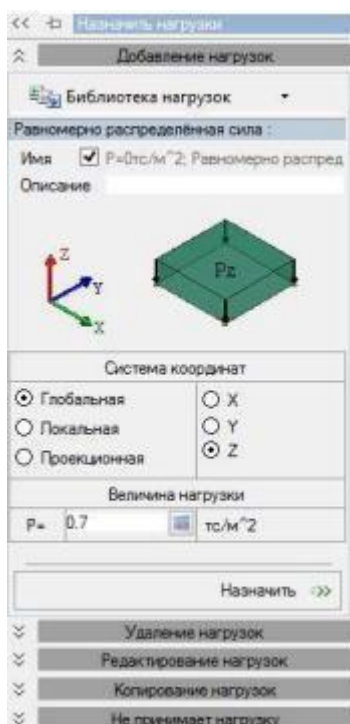 << Назначить нагрузки
Добавление нагрузок
Библиотека нагрузок
Равномерно распределённая сила :
Имя P=0тс/м^2; Равномерно распред
Описание
Z
Y
X
Pz
Система координат
Глобальная X
Локальная Y
Проекционная Z
Величина нагрузки
P= 0.7 тс/м^2
Назначить
Удаление нагрузок
Редактирование нагрузок
Копирование нагрузок
Не принимает нагрузку